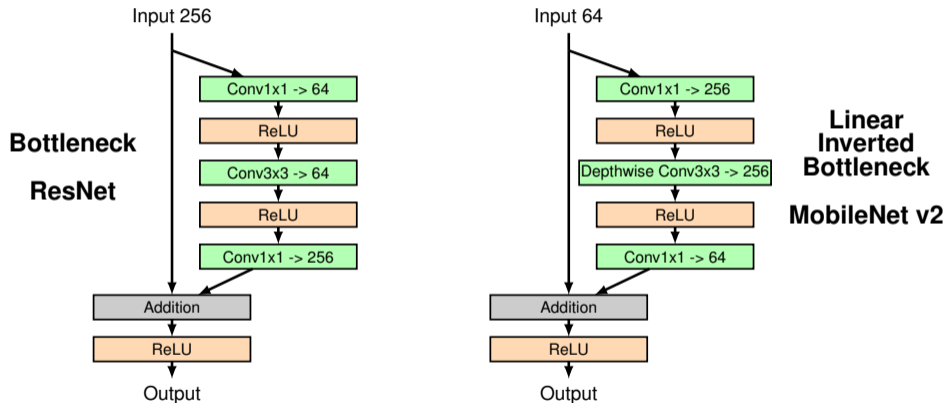 Input 256
Conv1x1 -> 64
ReLU
Conv3x3 -> 64
ReLU
Conv1x1 -> 256
Addition
ReLU
Output
Bottleneck
ResNet
Input 64
Conv1x1 -> 256
ReLU
Depthwise Conv3x3 -> 256
ReLU
Conv1x1 -> 64
Addition
ReLU
Output
Linear
Inverted
Bottleneck
MobileNet v2